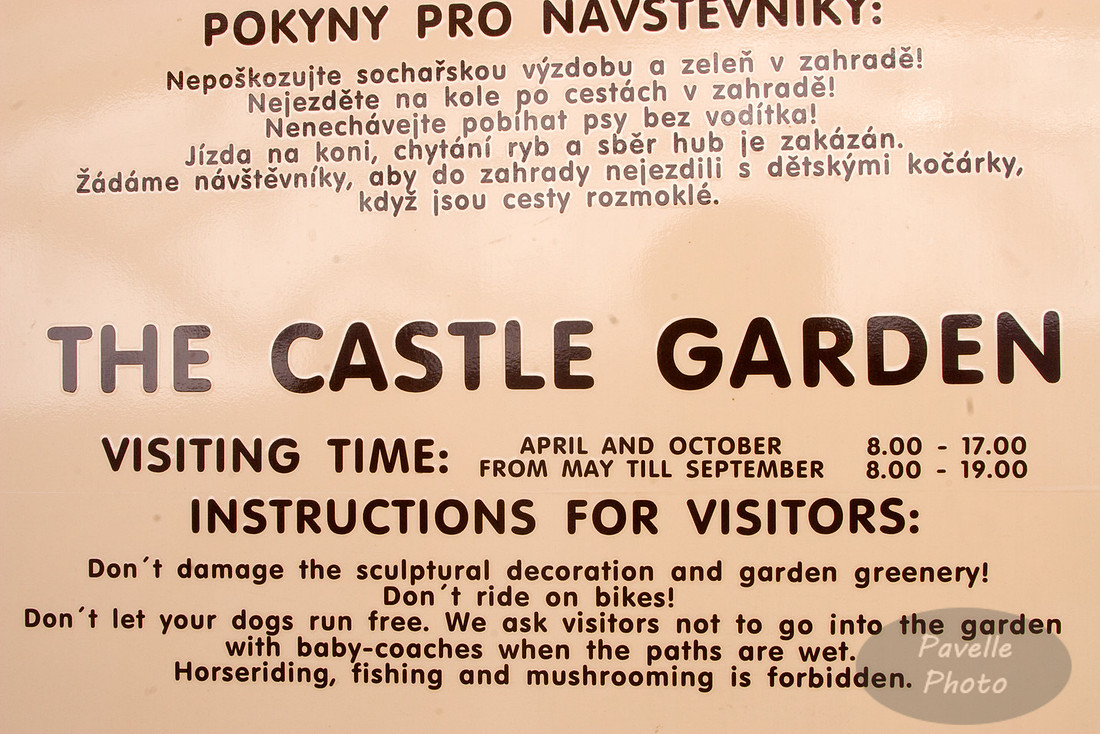 POKYNY PRO NÁVŠTĚVNÍKY:
Nepoškozujte sochařskou výzdobu a zeleň v zahradě!
Nejezděte na kole po cestách v zahradě!
Nenechávejte pobíhat psy bez vodítka!
Jízda na koni, chytání ryb a sběr hub je zakázán.
Žádáme návštěvníky, aby do zahrady nejezdili s dětskými kočárky,
když jsou cesty rozmoklé.
THE CASTLE GARDEN
VISITING TIME: APRIL AND OCTOBER 8.00 - 17.00
FROM MAY TILL SEPTEMBER 8.00 - 19.00
INSTRUCTIONS FOR VISITORS:
Don´t damage the sculptural decoration and garden greenery!
Don´t ride on bikes!
Don´t let your dogs run free. We ask visitors not to go into the garden
with baby-coaches when the paths are wet.
Horseriding, fishing and mushrooming is forbidden.
Pavelle
Photo